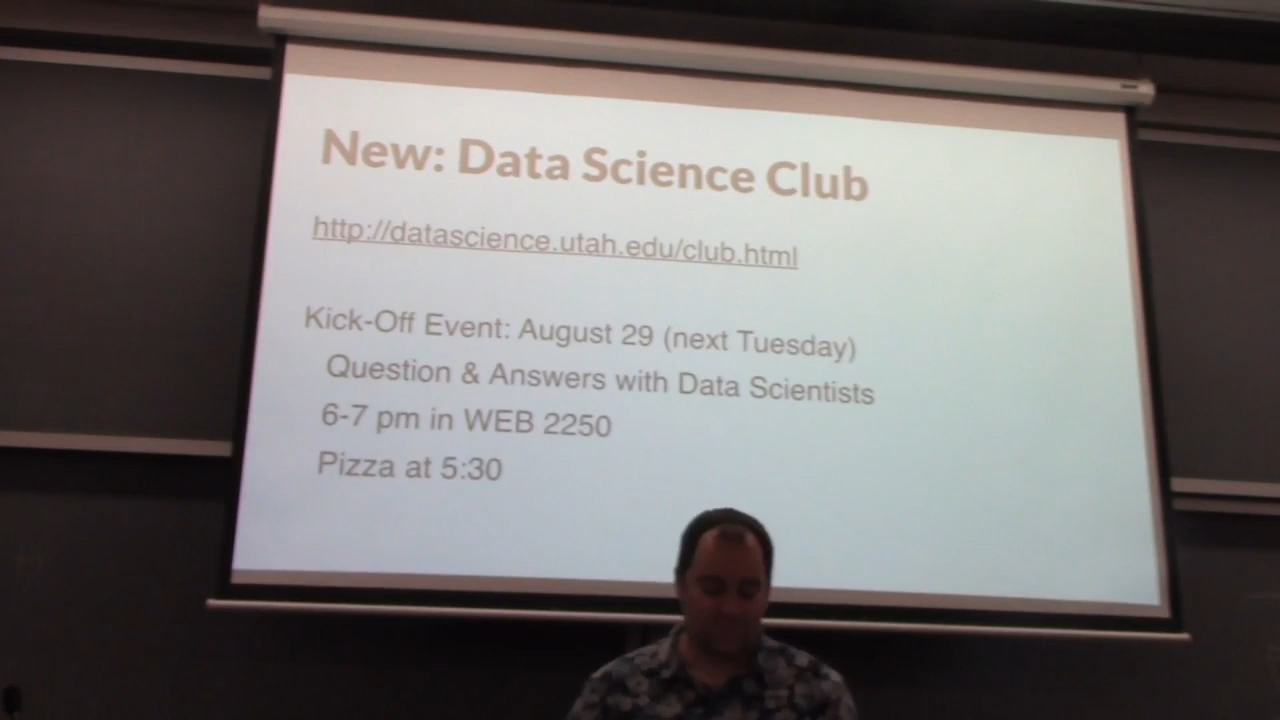 New: Data Science Club
http://datascience.utah.edu/club.html
Kick-Off Event: August 29 (next Tuesday)
Question & Answers with Data Scientists
6-7 pm in WEB 2250
Pizza at 5:30